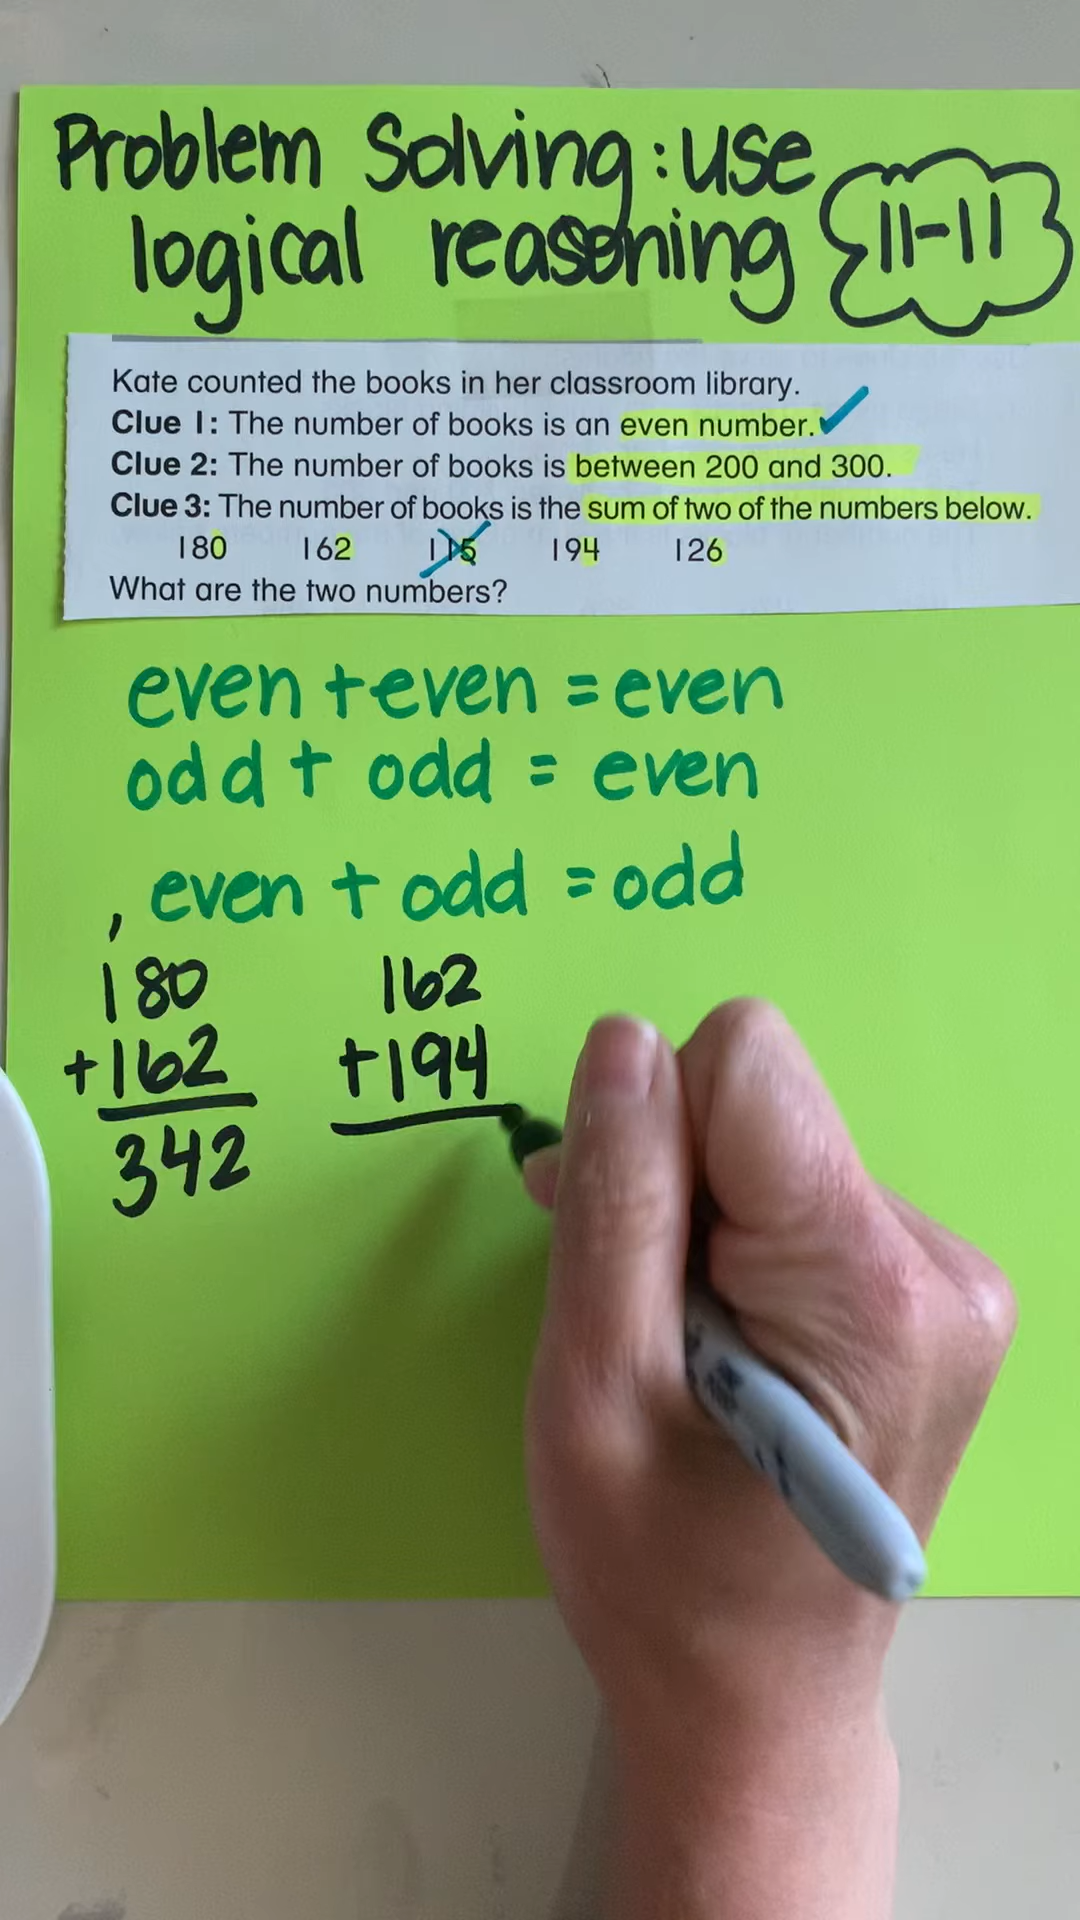 Problem Solving: use
logical reasoning 11-11
Kate counted the books in her classroom library.
Clue 1: The number of books is an even number.
Clue 2: The number of books is between 200 and 300.
Clue 3: The number of books is the sum of two of the numbers below.
180 162 115 194 126
What are the two numbers?
even + even = even
odd + odd = even
even + odd = odd
180 162
+162 +194
342